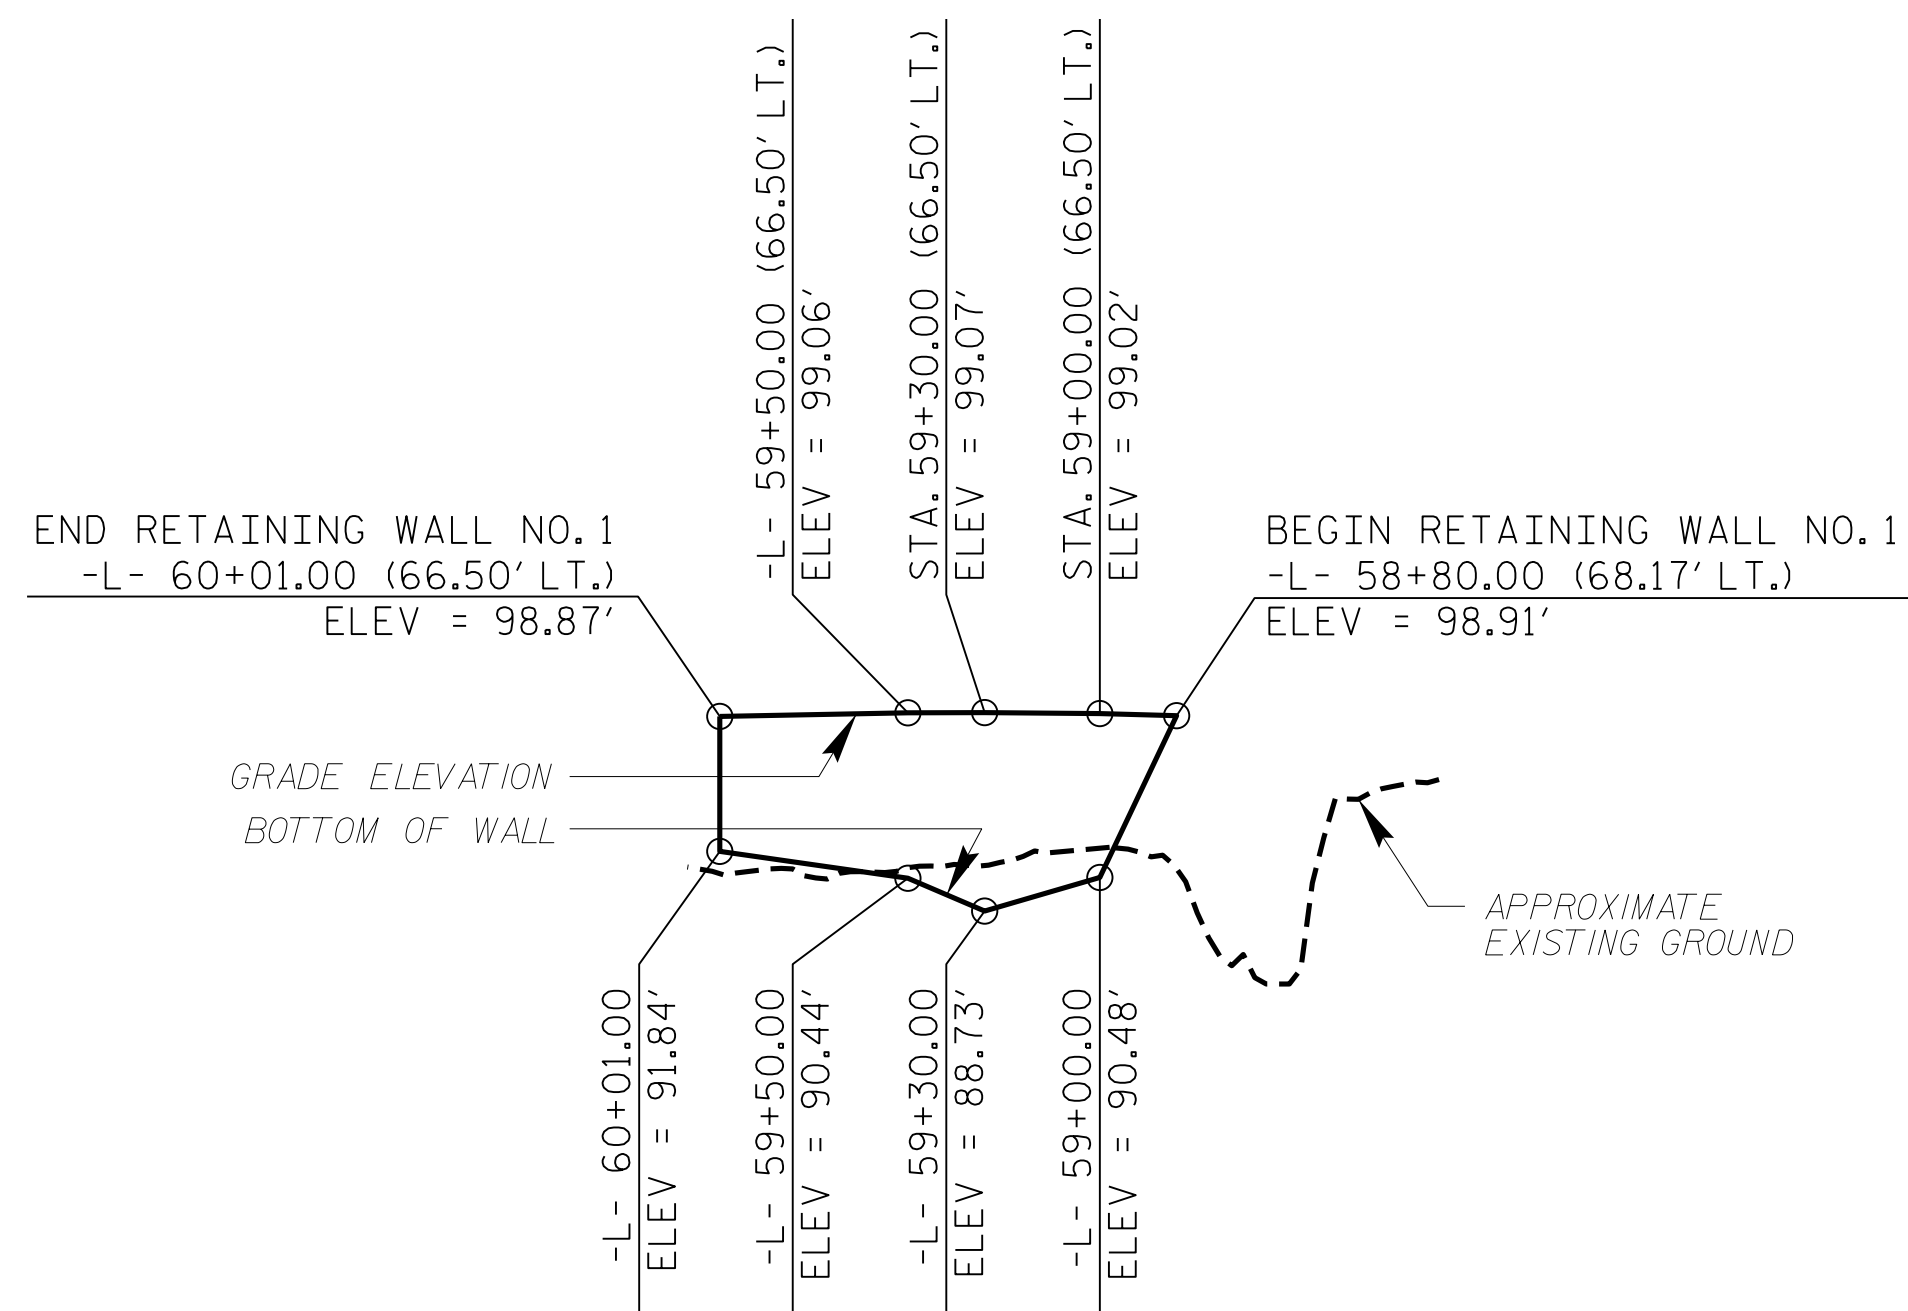 -L- 59+50.00 (66.50' LT.)
ELEV = 99.06'
STA. 59+30.00 (66.50' LT.)
ELEV = 99.07'
STA. 59+00.00 (66.50' LT.)
ELEV = 99.02'
END RETAINING WALL NO. 1
-L- 60+01.00 (66.50' LT.)
ELEV = 98.87'
BEGIN RETAINING WALL NO. 1
-L- 58+80.00 (68.17' LT.)
ELEV = 98.91'
GRADE ELEVATION
BOTTOM OF WALL
APPROXIMATE
EXISTING GROUND
-L- 60+01.00
ELEV = 91.84'
-L- 59+50.00
ELEV = 90.44'
-L- 59+30.00
ELEV = 88.73'
-L- 59+00.00
ELEV = 90.48'